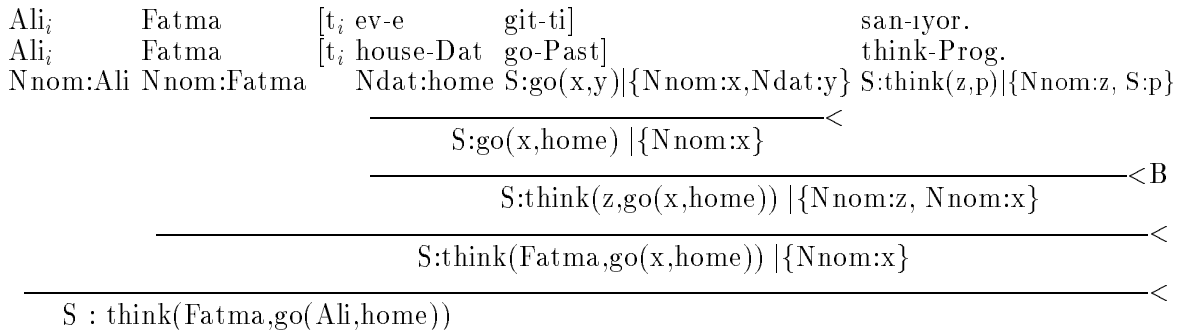 Ali_i Fatma [t_i ev-e git-ti] san-ıyor.
Ali_i Fatma [t_i house-Dat go-Past] think-Prog.
Nnom:Ali Nnom:Fatma Ndat:home S:go(x,y)|{Nnom:x,Ndat:y} S:think(z,p)|{Nnom:z, S:p}
<
S:go(x,home) |{Nnom:x}
<B
S:think(z,go(x,home)) |{Nnom:z, Nnom:x}
<
S:think(Fatma,go(x,home)) |{Nnom:x}
<
S : think(Fatma,go(Ali,home))